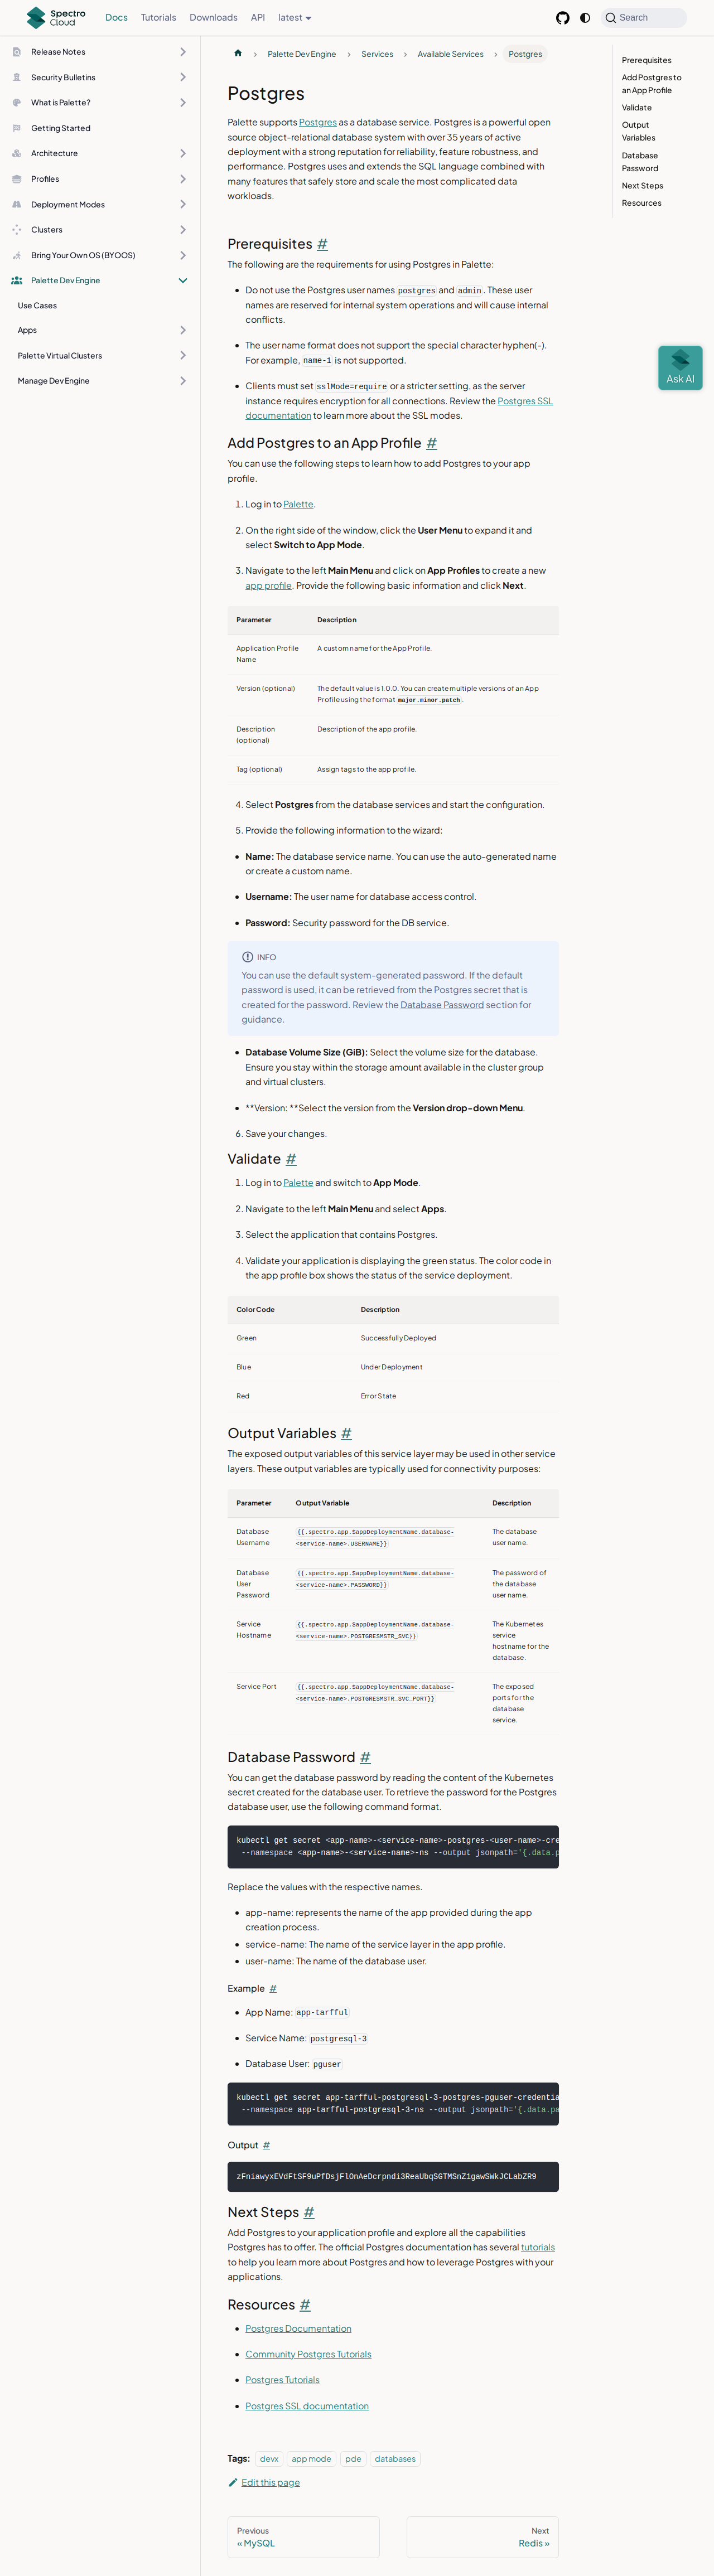 Spectro Cloud
Docs
Tutorials
Downloads
API
latest
Search
Release Notes
Security Bulletins
What is Palette?
Getting Started
Architecture
Profiles
Deployment Modes
Clusters
Bring Your Own OS (BYOOS)
Palette Dev Engine
Use Cases
Apps
Palette Virtual Clusters
Manage Dev Engine
Palette Dev Engine
Services
Available Services
Postgres
Postgres
Palette supports Postgres as a database service. Postgres is a powerful open
source object-relational database system with over 35 years of active
deployment with a strong reputation for reliability, feature robustness, and
performance. Postgres uses and extends the SQL language combined with
many features that safely store and scale the most complicated data
workloads.
Prerequisites #
The following are the requirements for using Postgres in Palette:
• Do not use the Postgres user names postgres and admin. These user
names are reserved for internal system operations and will cause internal
conflicts.
• The user name format does not support the special character hyphen(-).
For example, name-1 is not supported.
• Clients must set sslMode=require or a stricter setting, as the server
instance requires encryption for all connections. Review the Postgres SSL
documentation to learn more about the SSL modes.
Add Postgres to an App Profile #
You can use the following steps to learn how to add Postgres to your app
profile.
1. Log in to Palette.
2. On the right side of the window, click the User Menu to expand it and
select Switch to App Mode.
3. Navigate to the left Main Menu and click on App Profiles to create a new
app profile. Provide the following basic information and click Next.
Parameter Description
Application Profile Name A custom name for the App Profile.
Version (optional) The default value is 1.0.0. You can create multiple versions of an App
Profile using the format major.minor.patch.
Description (optional) Description of the app profile.
Tag (optional) Assign tags to the app profile.
4. Select Postgres from the database services and start the configuration.
5. Provide the following information to the wizard:
• Name: The database service name. You can use the auto-generated name
or create a custom name.
• Username: The user name for database access control.
• Password: Security password for the DB service.
INFO
You can use the default system-generated password. If the default
password is used, it can be retrieved from the Postgres secret that is
created for the password. Review the Database Password section for
guidance.
• Database Volume Size (GiB): Select the volume size for the database.
Ensure you stay within the storage amount available in the cluster group
and virtual clusters.
• **Version: **Select the version from the Version drop-down Menu.
6. Save your changes.
Validate #
1. Log in to Palette and switch to App Mode.
2. Navigate to the left Main Menu and select Apps.
3. Select the application that contains Postgres.
4. Validate your application is displaying the green status. The color code in
the app profile box shows the status of the service deployment.
Color Code Description
Green Successfully Deployed
Blue Under Deployment
Red Error State
Output Variables #
The exposed output variables of this service layer may be used in other service
layers. These output variables are typically used for connectivity purposes:
Parameter Output Variable Description
Database Username {{.spectro.app.$appDeploymentName.database-<service-name>.USERNAME}} The database user name.
Database User Password {{.spectro.app.$appDeploymentName.database-<service-name>.PASSWORD}} The password of the database user name.
Service Hostname {{.spectro.app.$appDeploymentName.database-<service-name>.POSTGRESMSTR_SVC}} The Kubernetes service hostname for the database.
Service Port {{.spectro.app.$appDeploymentName.database-<service-name>.POSTGRESMSTR_SVC_PORT}} The exposed ports for the database service.
Database Password #
You can get the database password by reading the content of the Kubernetes
secret created for the database user. To retrieve the password for the Postgres
database user, use the following command format.
kubectl get secret <app-name>-<service-name>-postgres-<user-name>-cre
--namespace <app-name>-<service-name>-ns --output jsonpath='{.data.p
Replace the values with the respective names.
• app-name: represents the name of the app provided during the app
creation process.
• service-name: The name of the service layer in the app profile.
• user-name: The name of the database user.
Example #
• App Name: app-tarfful
• Service Name: postgresql-3
• Database User: pguser
kubectl get secret app-tarfful-postgresql-3-postgres-pguser-credentia
--namespace app-tarfful-postgresql-3-ns --output jsonpath='{.data.pa
Output #
zFniawyxEVdFtSF9uPfDsjFlOnAeDcrpndi3ReaUbqSGTMSnZ1gawSWkJCLabZR9
Next Steps #
Add Postgres to your application profile and explore all the capabilities
Postgres has to offer. The official Postgres documentation has several tutorials
to help you learn more about Postgres and how to leverage Postgres with your
applications.
Resources #
• Postgres Documentation
• Community Postgres Tutorials
• Postgres Tutorials
• Postgres SSL documentation
Tags: devx app mode pde databases
Edit this page
Previous
« MySQL
Next
Redis »
Prerequisites
Add Postgres to
an App Profile
Validate
Output
Variables
Database
Password
Next Steps
Resources
Ask AI